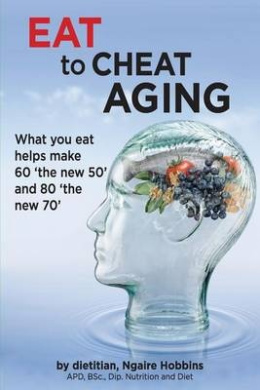 EAT
to CHEAT
AGING
What you eat
helps make
60 ‘the new 50’
and 80 ‘the
new 70’
by dietitian, Ngaire Hobbins
APD, BSc., Dip. Nutrition and Diet